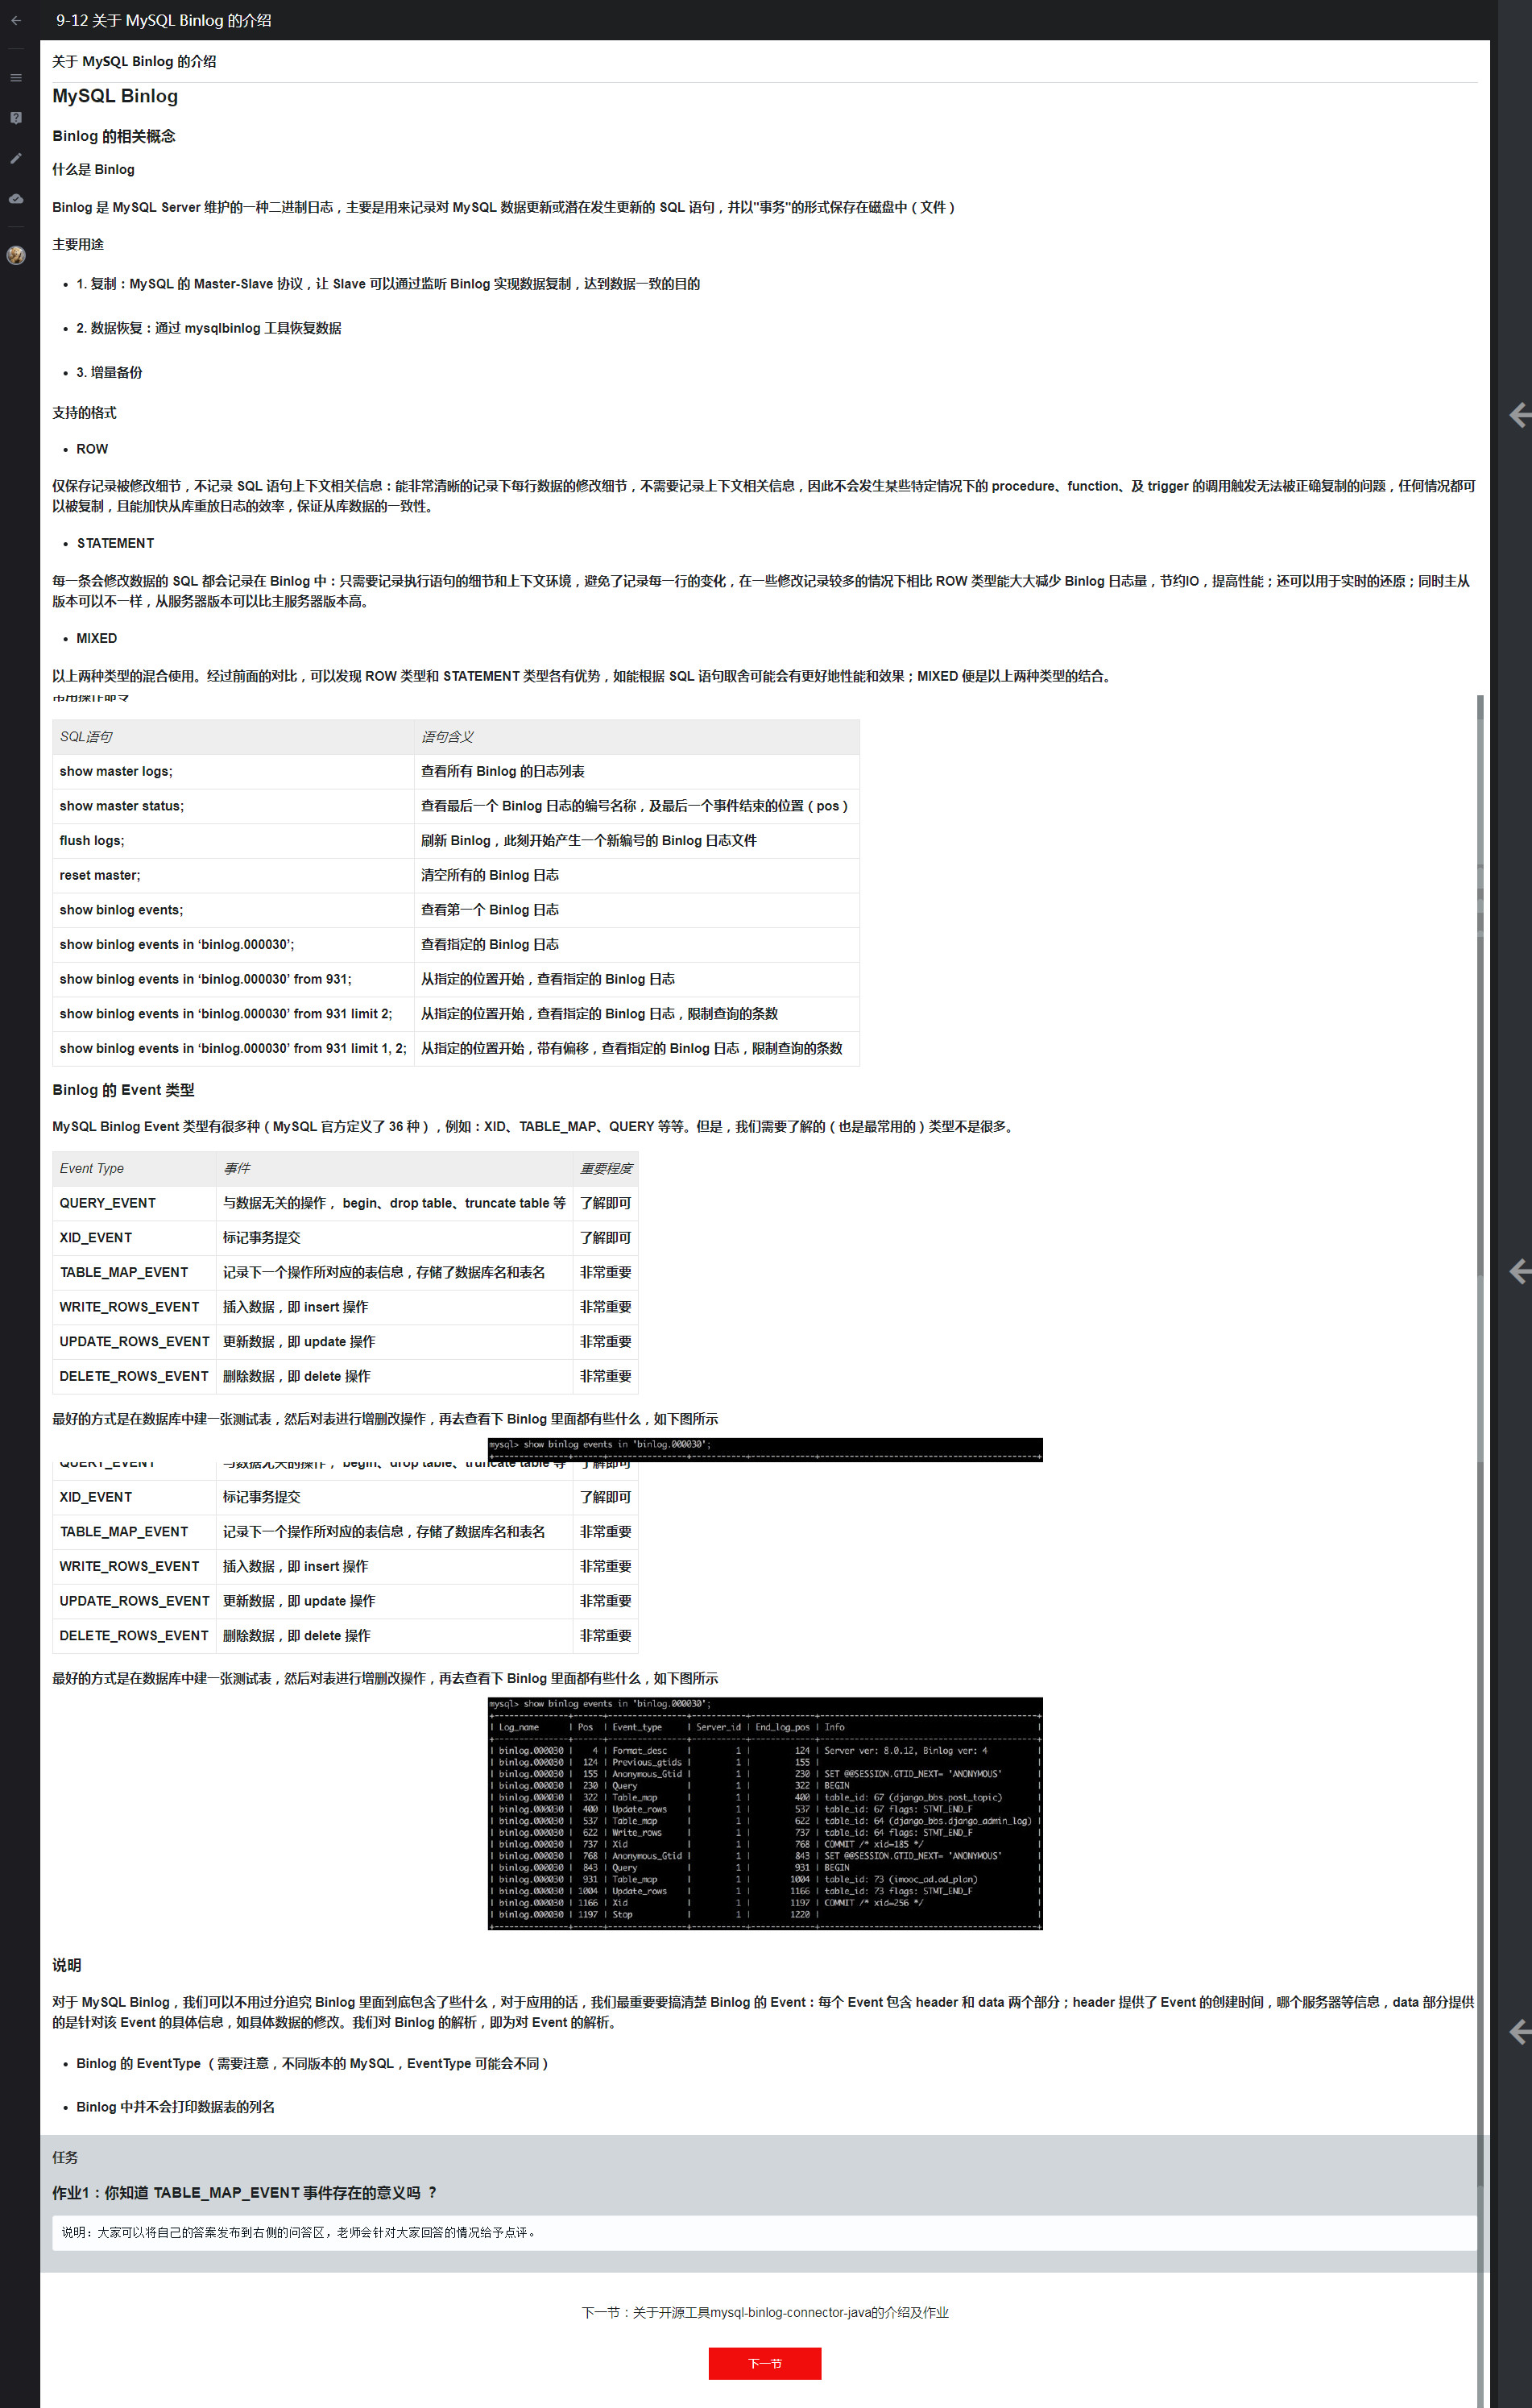 9-12 关于 MySQL Binlog 的介绍
关于 MySQL Binlog 的介绍
MySQL Binlog
Binlog 的相关概念
什么是 Binlog
Binlog 是 MySQL Server 维护的一种二进制日志，主要是用来记录对 MySQL 数据更新或潜在发生更新的 SQL 语句，并以"事务"的形式保存在磁盘中（文件）
主要用途
• 1. 复制：MySQL 的 Master-Slave 协议，让 Slave 可以通过监听 Binlog 实现数据复制，达到数据一致的目的
• 2. 数据恢复：通过 mysqlbinlog 工具恢复数据
• 3. 增量备份
支持的格式
• ROW
仅保存记录被修改细节，不记录 SQL 语句上下文相关信息：能非常清晰的记录下每行数据的修改细节，不需要记录上下文相关信息，因此不会发生某些特定情况下的 procedure、function、及 trigger 的调用触发无法被正确复制的问题，任何情况都可
以被复制，且能加快从库重放日志的效率，保证从库数据的一致性。
• STATEMENT
每一条会修改数据的 SQL 都会记录在 Binlog 中：只需要记录执行语句的细节和上下文环境，避免了记录每一行的变化，在一些修改记录较多的情况下相比 ROW 类型能大大减少 Binlog 日志量，节约IO，提高性能；还可以用于实时的还原；同时主从
版本可以不一样，从服务器版本可以比主服务器版本高。
• MIXED
以上两种类型的混合使用。经过前面的对比，可以发现 ROW 类型和 STATEMENT 类型各有优势，如能根据 SQL 语句取舍可能会有更好地性能和效果；MIXED 便是以上两种类型的结合。
SQL语句 语句含义
show master logs; 查看所有 Binlog 的日志列表
show master status; 查看最后一个 Binlog 日志的编号名称，及最后一个事件结束的位置（pos）
flush logs; 刷新 Binlog，此刻开始产生一个新编号的 Binlog 日志文件
reset master; 清空所有的 Binlog 日志
show binlog events; 查看第一个 Binlog 日志
show binlog events in ‘binlog.000030’; 查看指定的 Binlog 日志
show binlog events in ‘binlog.000030’ from 931; 从指定的位置开始，查看指定的 Binlog 日志
show binlog events in ‘binlog.000030’ from 931 limit 2; 从指定的位置开始，查看指定的 Binlog 日志，限制查询的条数
show binlog events in ‘binlog.000030’ from 931 limit 1, 2; 从指定的位置开始，带有偏移，查看指定的 Binlog 日志，限制查询的条数
Binlog 的 Event 类型
MySQL Binlog Event 类型有很多种（MySQL 官方定义了 36 种），例如：XID、TABLE_MAP、QUERY 等等。但是，我们需要了解的（也是最常用的）类型不是很多。
Event Type 事件 重要程度
QUERY_EVENT 与数据无关的操作， begin、drop table、truncate table 等 了解即可
XID_EVENT 标记事务提交 了解即可
TABLE_MAP_EVENT 记录下一个操作所对应的表信息，存储了数据库名和表名 非常重要
WRITE_ROWS_EVENT 插入数据，即 insert 操作 非常重要
UPDATE_ROWS_EVENT 更新数据，即 update 操作 非常重要
DELETE_ROWS_EVENT 删除数据，即 delete 操作 非常重要
最好的方式是在数据库中建一张测试表，然后对表进行增删改操作，再去查看下 Binlog 里面都有些什么，如下图所示
mysql> show binlog events in 'binlog.000030';
QUERY_EVENT 与数据无关的操作， begin、drop table、truncate table 等 了解即可
XID_EVENT 标记事务提交 了解即可
TABLE_MAP_EVENT 记录下一个操作所对应的表信息，存储了数据库名和表名 非常重要
WRITE_ROWS_EVENT 插入数据，即 insert 操作 非常重要
UPDATE_ROWS_EVENT 更新数据，即 update 操作 非常重要
DELETE_ROWS_EVENT 删除数据，即 delete 操作 非常重要
最好的方式是在数据库中建一张测试表，然后对表进行增删改操作，再去查看下 Binlog 里面都有些什么，如下图所示
mysql> show binlog events in 'binlog.000030';
| Log_name | Pos | Event_type | Server_id | End_log_pos | Info |
| binlog.000030 | 4 | Format_desc | 1 | 124 | Server ver: 8.0.12, Binlog ver: 4 |
| binlog.000030 | 124 | Previous_gtids | 1 | 155 | |
| binlog.000030 | 155 | Anonymous_Gtid | 1 | 230 | SET @@SESSION.GTID_NEXT= 'ANONYMOUS' |
| binlog.000030 | 230 | Query | 1 | 322 | BEGIN |
| binlog.000030 | 322 | Table_map | 1 | 400 | table_id: 67 (django_bbs.post_topic) |
| binlog.000030 | 400 | Update_rows | 1 | 537 | table_id: 67 flags: STMT_END_F |
| binlog.000030 | 537 | Table_map | 1 | 622 | table_id: 64 (django_bbs.django_admin_log) |
| binlog.000030 | 622 | Write_rows | 1 | 737 | table_id: 64 flags: STMT_END_F |
| binlog.000030 | 737 | Xid | 1 | 768 | COMMIT /* xid=185 */ |
| binlog.000030 | 768 | Anonymous_Gtid | 1 | 843 | SET @@SESSION.GTID_NEXT= 'ANONYMOUS' |
| binlog.000030 | 843 | Query | 1 | 931 | BEGIN |
| binlog.000030 | 931 | Table_map | 1 | 1004 | table_id: 73 (imooc_ad.ad_plan) |
| binlog.000030 | 1004 | Update_rows | 1 | 1166 | table_id: 73 flags: STMT_END_F |
| binlog.000030 | 1166 | Xid | 1 | 1197 | COMMIT /* xid=256 */ |
| binlog.000030 | 1197 | Stop | 1 | 1220 | |
说明
对于 MySQL Binlog，我们可以不用过分追究 Binlog 里面到底包含了些什么，对于应用的话，我们最重要要搞清楚 Binlog 的 Event：每个 Event 包含 header 和 data 两个部分；header 提供了 Event 的创建时间，哪个服务器等信息，data 部分提供
的是针对该 Event 的具体信息，如具体数据的修改。我们对 Binlog 的解析，即为对 Event 的解析。
• Binlog 的 EventType （需要注意，不同版本的 MySQL，EventType 可能会不同）
• Binlog 中并不会打印数据表的列名
任务
作业1：你知道 TABLE_MAP_EVENT 事件存在的意义吗 ？
说明：大家可以将自己的答案发布到右侧的问答区，老师会针对大家回答的情况给予点评。
下一节：关于开源工具mysql-binlog-connector-java的介绍及作业
下一节